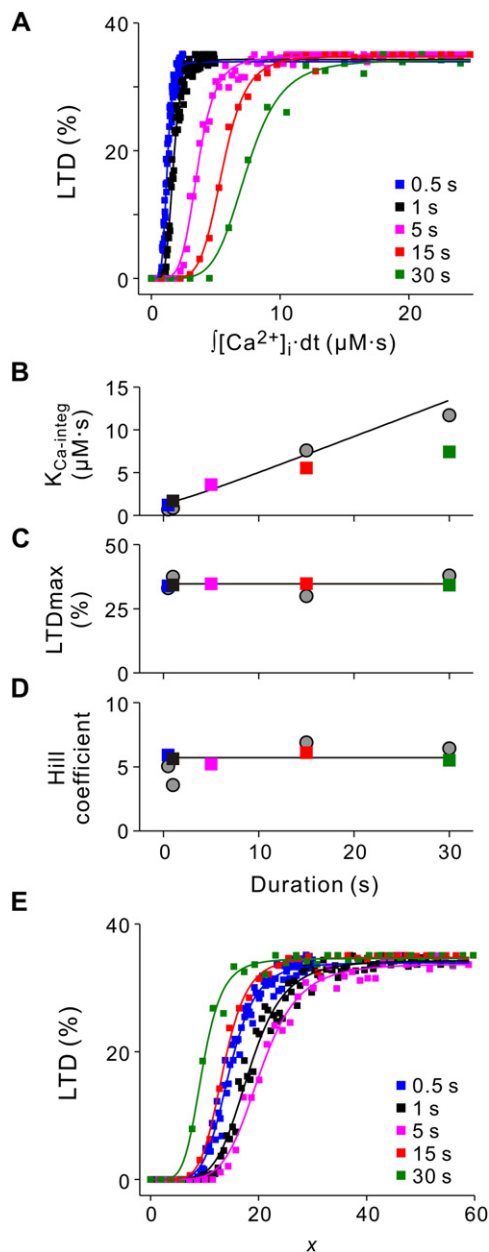 A
40
20
0
LTD (%)
0.5 s
1 s
5 s
15 s
30 s
0 10 20
∫[Ca2+]i·dt (μM·s)
B
15
10
5
0
KCa-integ
(μM·s)
C
50
25
0
LTDmax
(%)
D
10
5
0
Hill
coefficient
0 10 20 30
Duration (s)
E
40
20
0
LTD (%)
0.5 s
1 s
5 s
15 s
30 s
0 20 40 60
x